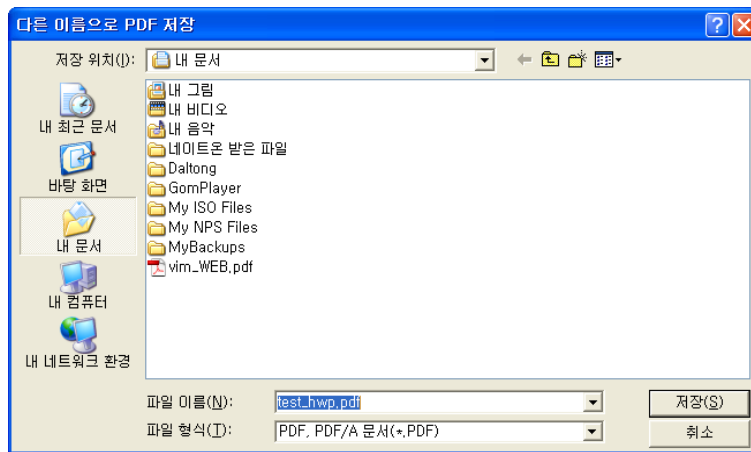 다른 이름으로 PDF 저장
저장 위치(I): 내 문서
내 최근 문서
바탕 화면
내 문서
내 컴퓨터
내 네트워크 환경
내 그림
내 비디오
내 음악
네이트온 받은 파일
Daltong
GomPlayer
My ISO Files
My NPS Files
MyBackups
vim_WEB.pdf
파일 이름(N): test_hwp.pdf 저장(S)
파일 형식(T): PDF, PDF/A 문서(*.PDF) 취소